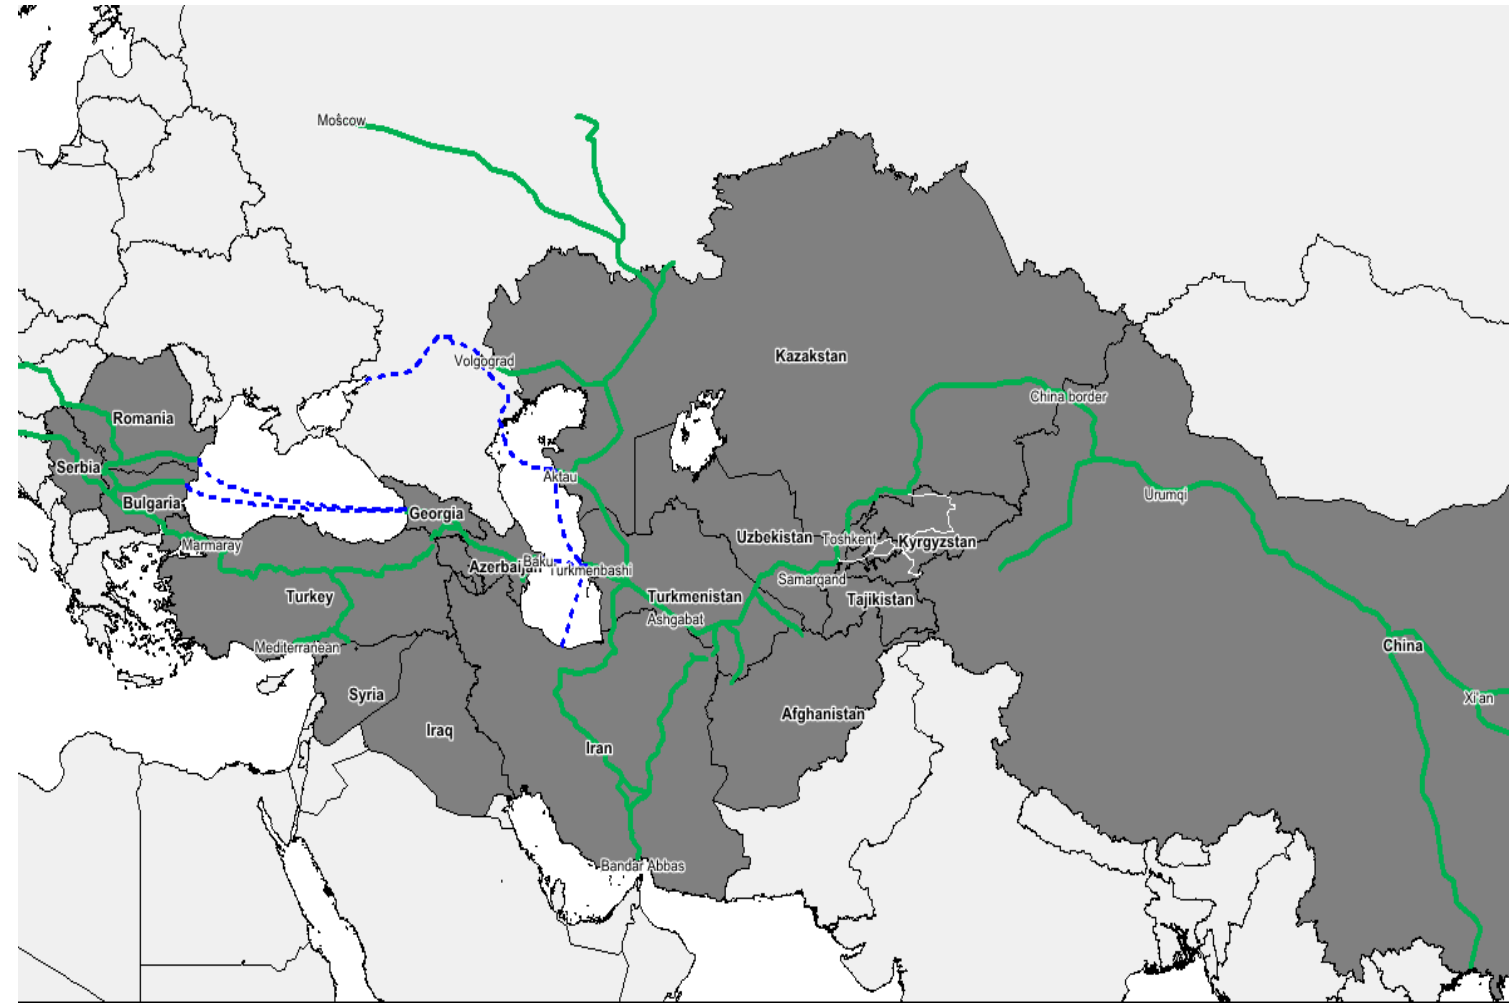 Moscow
Kazakstan
Volgograd
China border
Romania
Serbia
Aktau
Urumqi
Bulgaria
Georgia
Marmaray
Uzbekistan
Toshkent
Kyrgyzstan
Azerbaijan
Baku
Turkmenbashi
Samarqand
Turkey
Turkmenistan
Tajikistan
Ashgabat
Mediterranean
China
Syria
Xi'an
Afghanistan
Iraq
Iran
Bandar Abbas